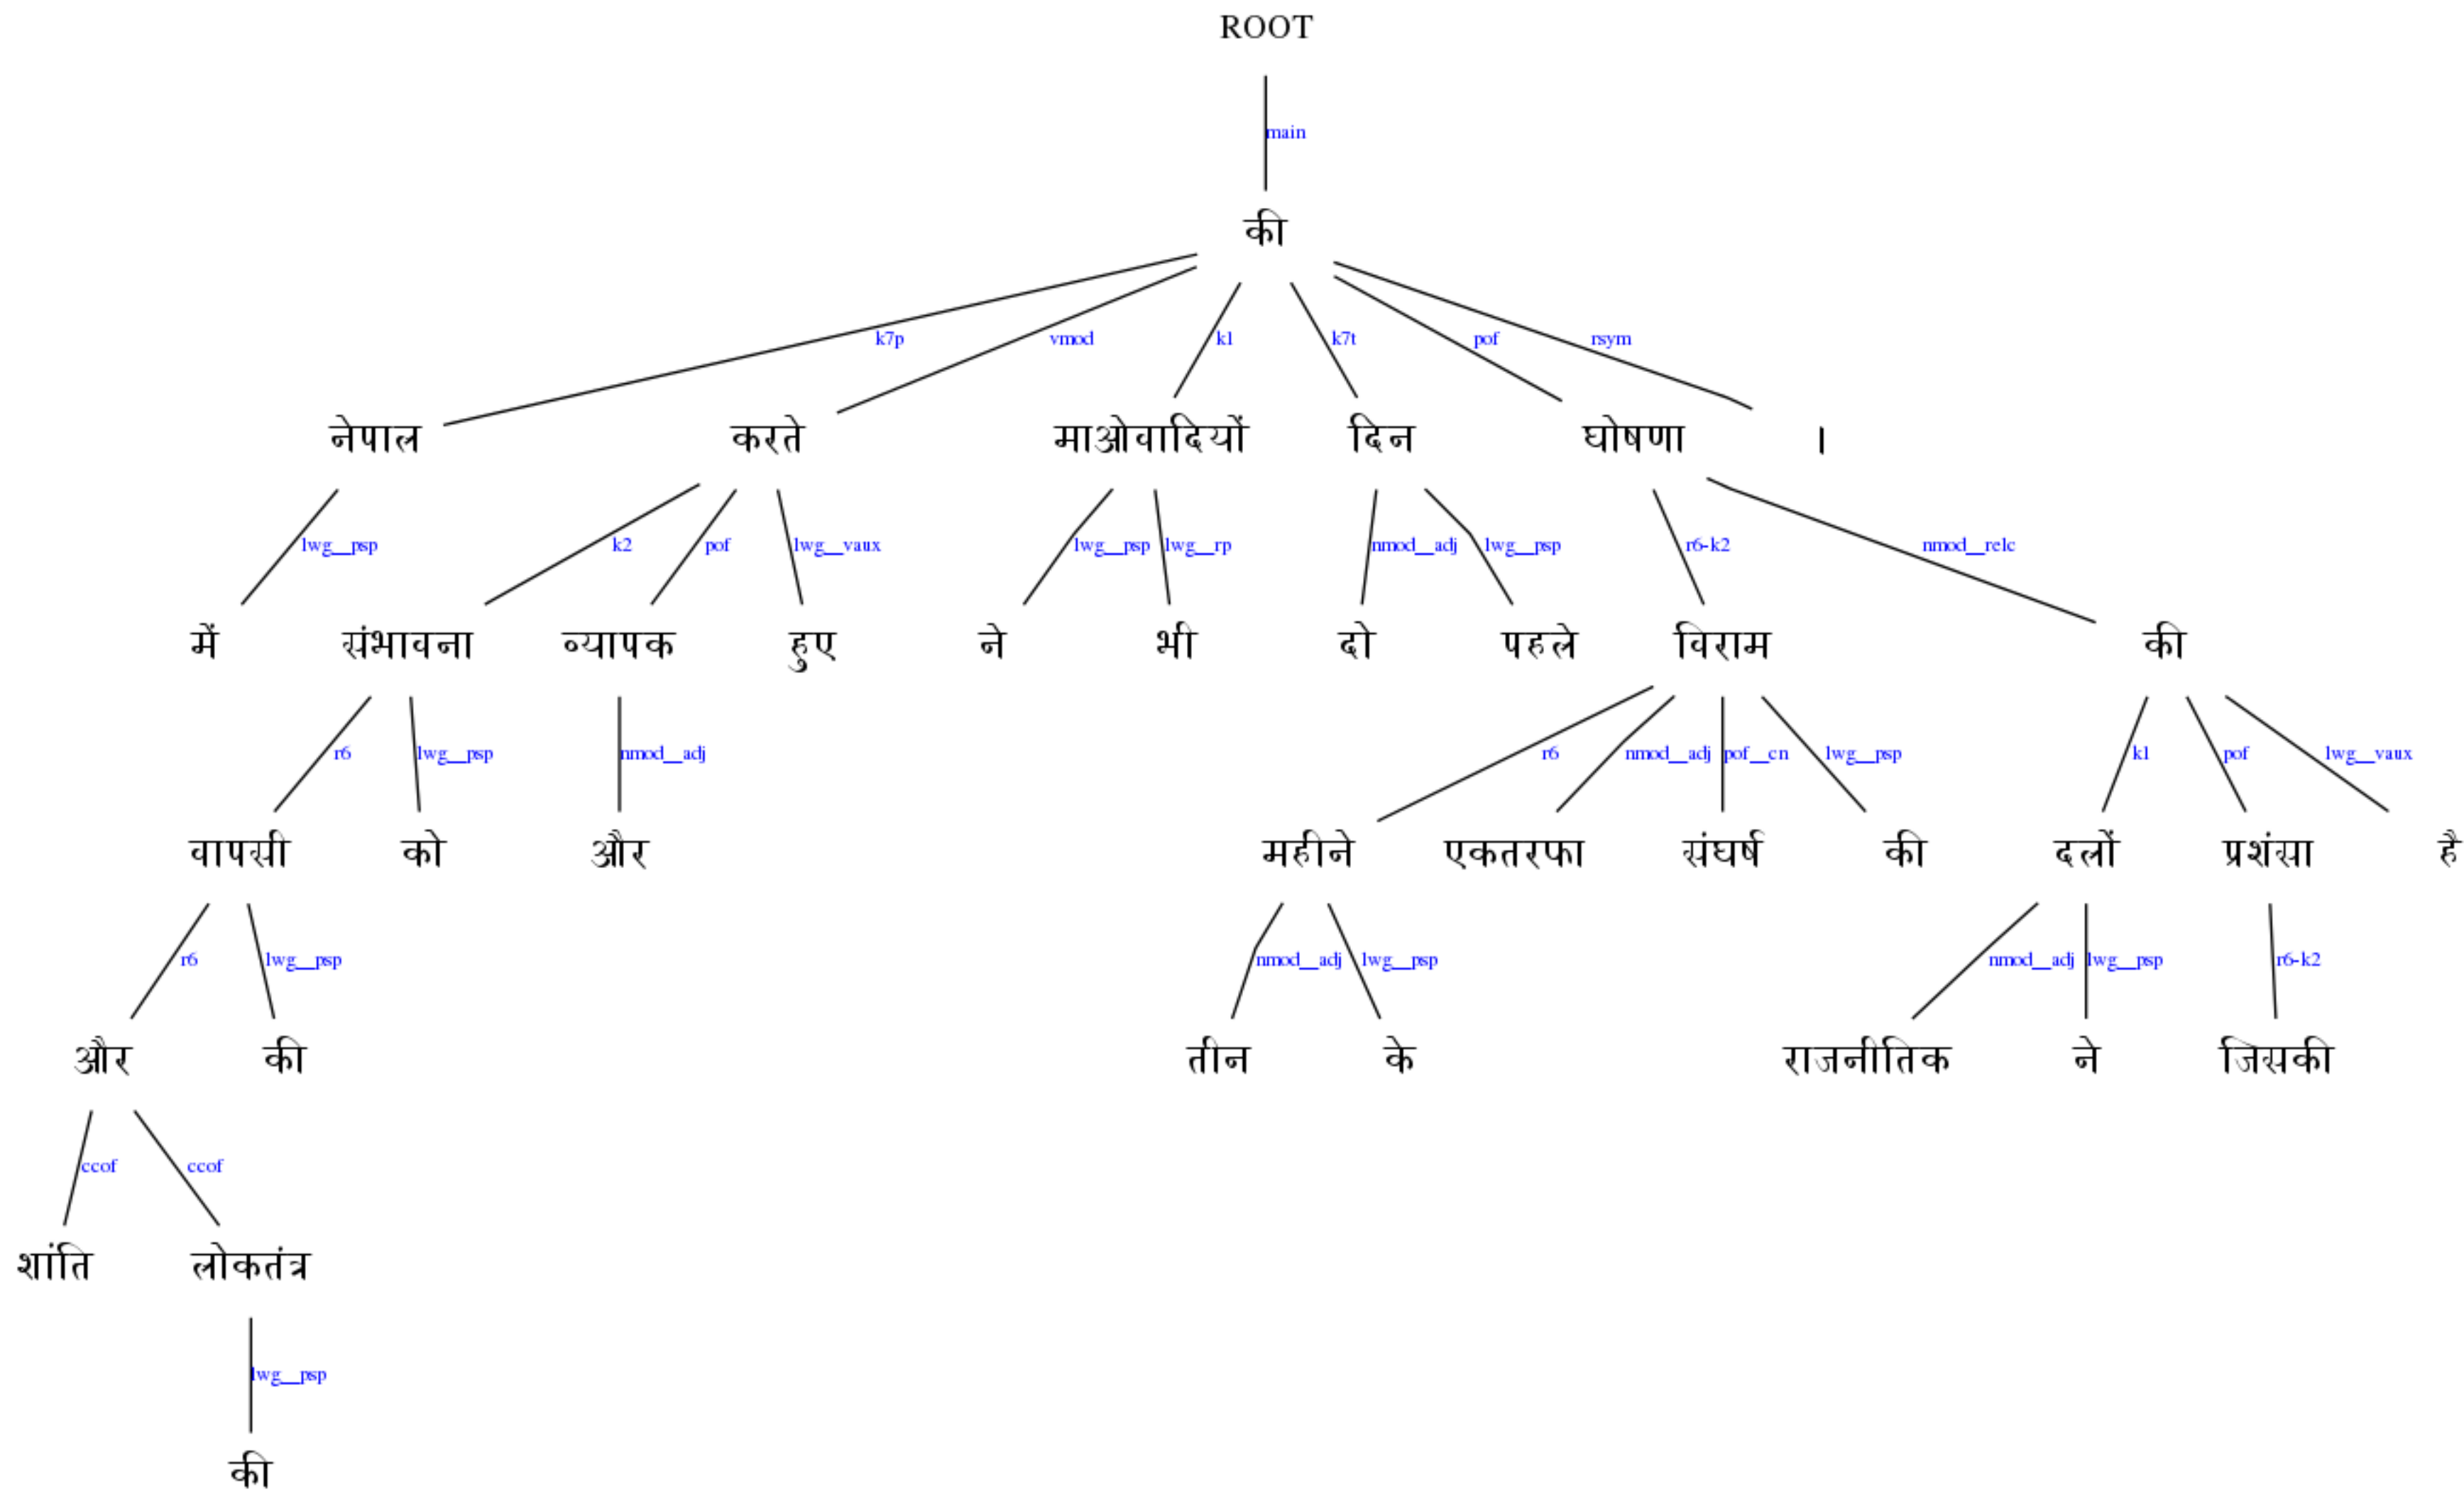 ROOT
main
की
k7p vmod k1 k7t pof rsym
नेपाल करते माओवादियों दिन घोषणा ।
lwg__psp k2 pof lwg__vaux lwg__psp lwg__rp nmod__adj lwg__psp r6-k2 nmod__relc
में संभावना व्यापक हुए ने भी दो पहले विराम की
r6 lwg__psp nmod__adj r6 nmod__adj pof__cn lwg__psp k1 pof lwg__vaux
वापसी को और महीने एकतरफा संघर्ष की दलों प्रशंसा है
r6 lwg__psp nmod__adj lwg__psp nmod__adj lwg__psp r6-k2
और की तीन के राजनीतिक ने जिसकी
ccof ccof
शांति लोकतंत्र
lwg__psp
की